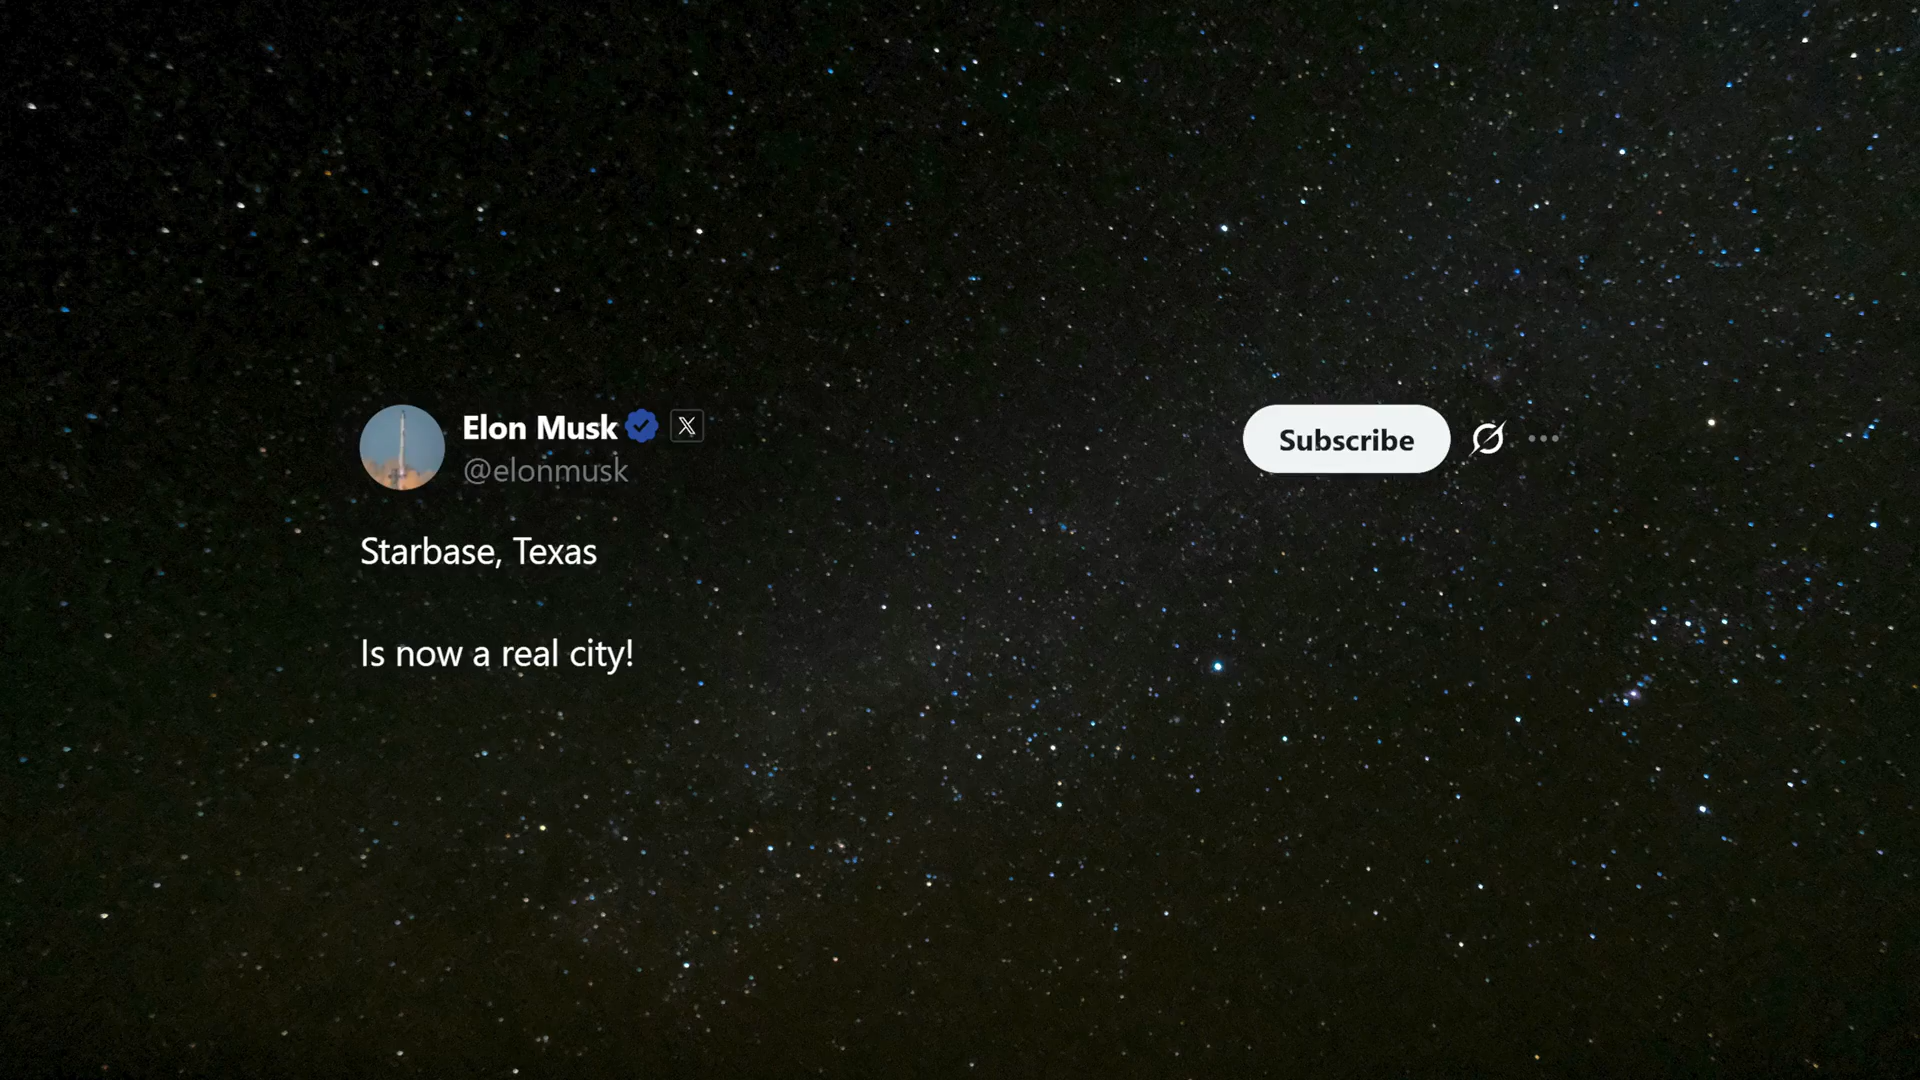 Elon Musk
@elonmusk
Subscribe
Starbase, Texas
Is now a real city!